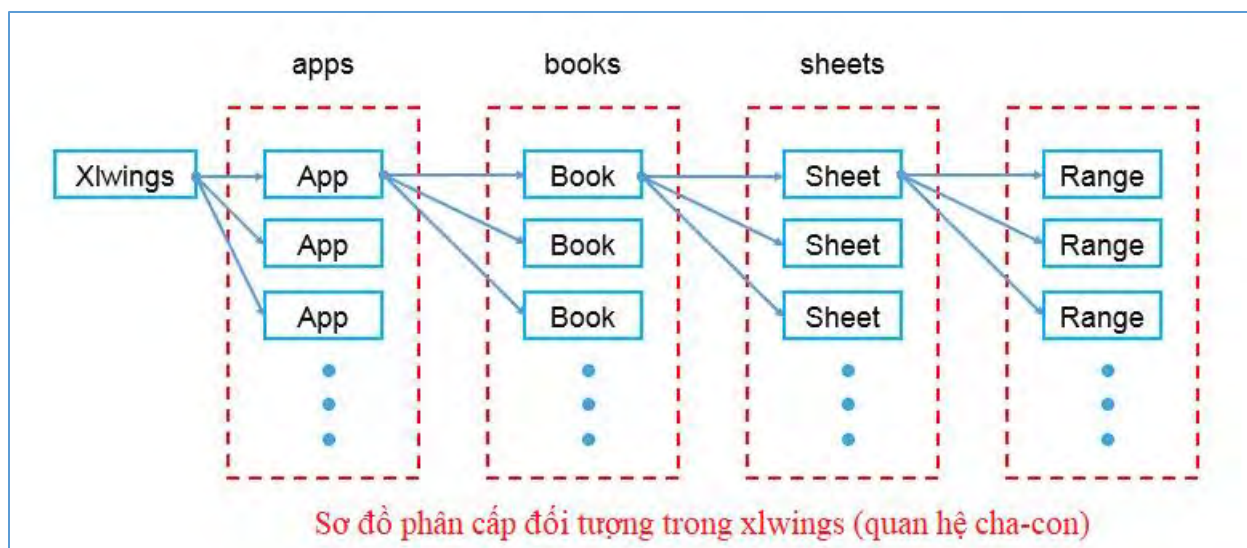 apps books sheets
Xlwings App Book Sheet Range
App Book Sheet Range
App Book Sheet Range
Sơ đồ phân cấp đối tượng trong xlwings (quan hệ cha-con)